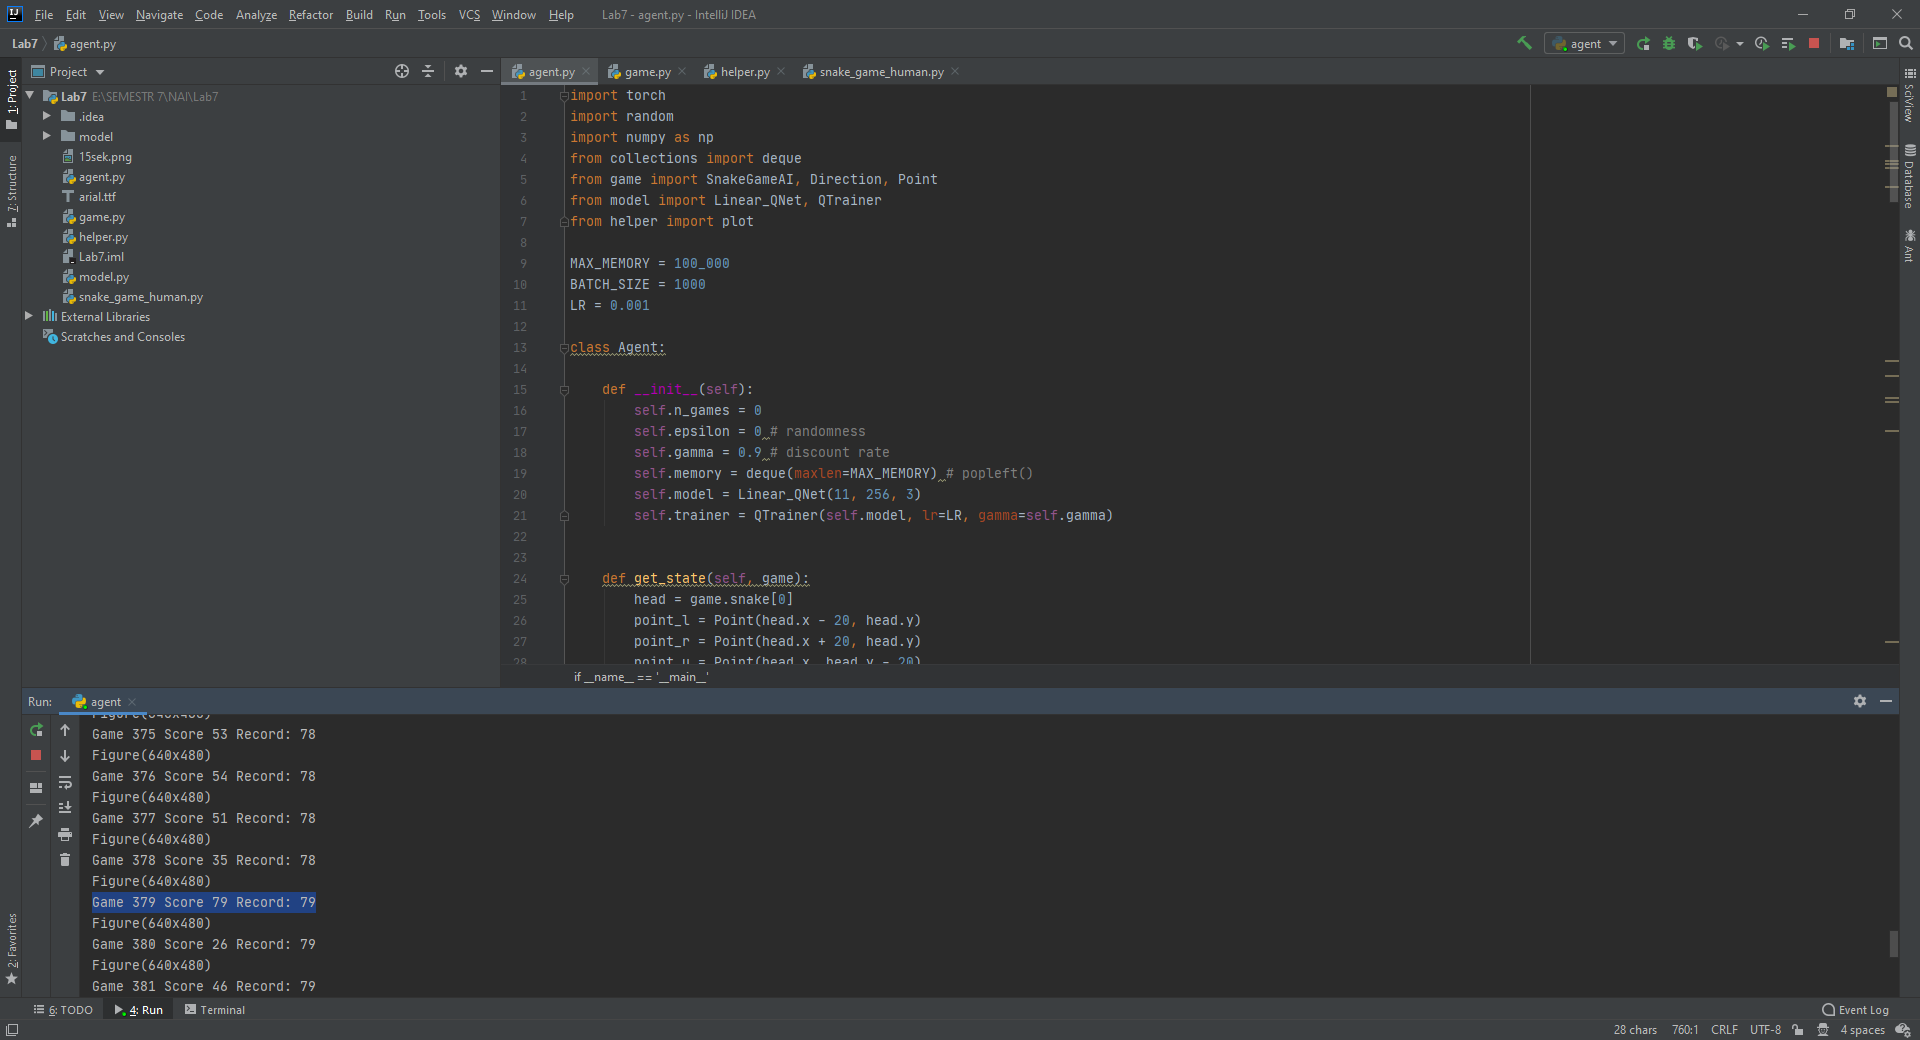 File Edit View Navigate Code Analyze Refactor Build Run Tools VCS Window Help Lab7 - agent.py - IntelliJ IDEA
Lab7 agent.py agent
Project
agent.py game.py helper.py snake_game_human.py
1: Project
7: Structure
2: Favorites
Lab7 E:\SEMESTR 7\NAI\Lab7
.idea
model
15sek.png
agent.py
arial.ttf
game.py
helper.py
Lab7.iml
model.py
snake_game_human.py
External Libraries
Scratches and Consoles
1 import torch
2 import random
3 import numpy as np
4 from collections import deque
5 from game import SnakeGameAI, Direction, Point
6 from model import Linear_QNet, QTrainer
7 from helper import plot
8
9 MAX_MEMORY = 100_000
10 BATCH_SIZE = 1000
11 LR = 0.001
12
13 class Agent:
14
15 def __init__(self):
16 self.n_games = 0
17 self.epsilon = 0 # randomness
18 self.gamma = 0.9 # discount rate
19 self.memory = deque(maxlen=MAX_MEMORY) # popleft()
20 self.model = Linear_QNet(11, 256, 3)
21 self.trainer = QTrainer(self.model, lr=LR, gamma=self.gamma)
22
23
24 def get_state(self, game):
25 head = game.snake[0]
26 point_l = Point(head.x - 20, head.y)
27 point_r = Point(head.x + 20, head.y)
28 point_u = Point(head.x, head.y - 20)
if __name__ == '__main__'
SciView
Database
Ant
Run: agent
Figure(640x480)
Game 375 Score 53 Record: 78
Figure(640x480)
Game 376 Score 54 Record: 78
Figure(640x480)
Game 377 Score 51 Record: 78
Figure(640x480)
Game 378 Score 35 Record: 78
Figure(640x480)
Game 379 Score 79 Record: 79
Figure(640x480)
Game 380 Score 26 Record: 79
Figure(640x480)
Game 381 Score 46 Record: 79
6: TODO 4: Run Terminal Event Log
28 chars 760:1 CRLF UTF-8 4 spaces